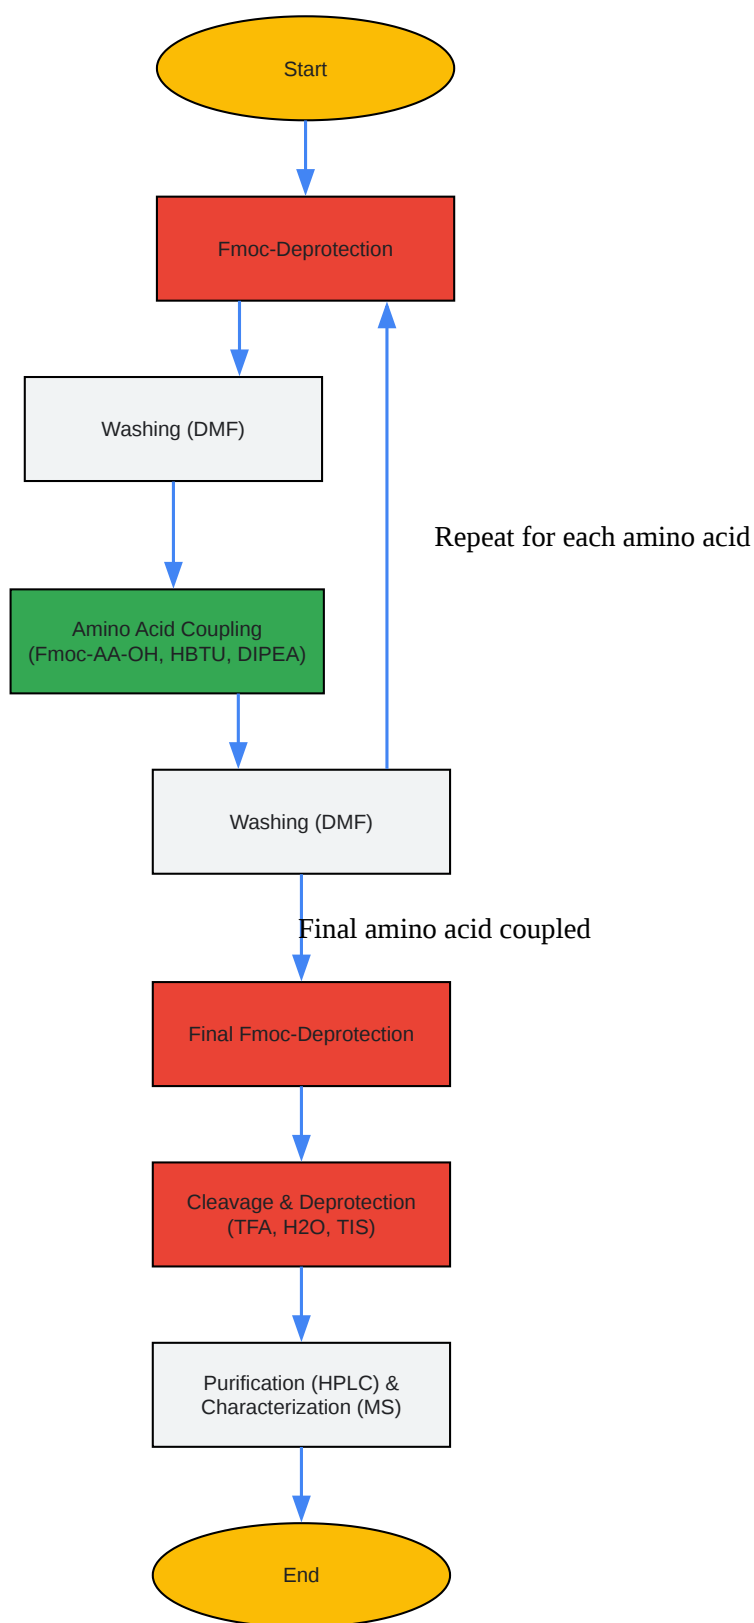 Start
Fmoc-Deprotection
Washing (DMF)
Repeat for each amino acid
Amino Acid Coupling
(Fmoc-AA-OH, HBTU, DIPEA)
Washing (DMF)
Final amino acid coupled
Final Fmoc-Deprotection
Cleavage & Deprotection
(TFA, H2O, TIS)
Purification (HPLC) &
Characterization (MS)
End